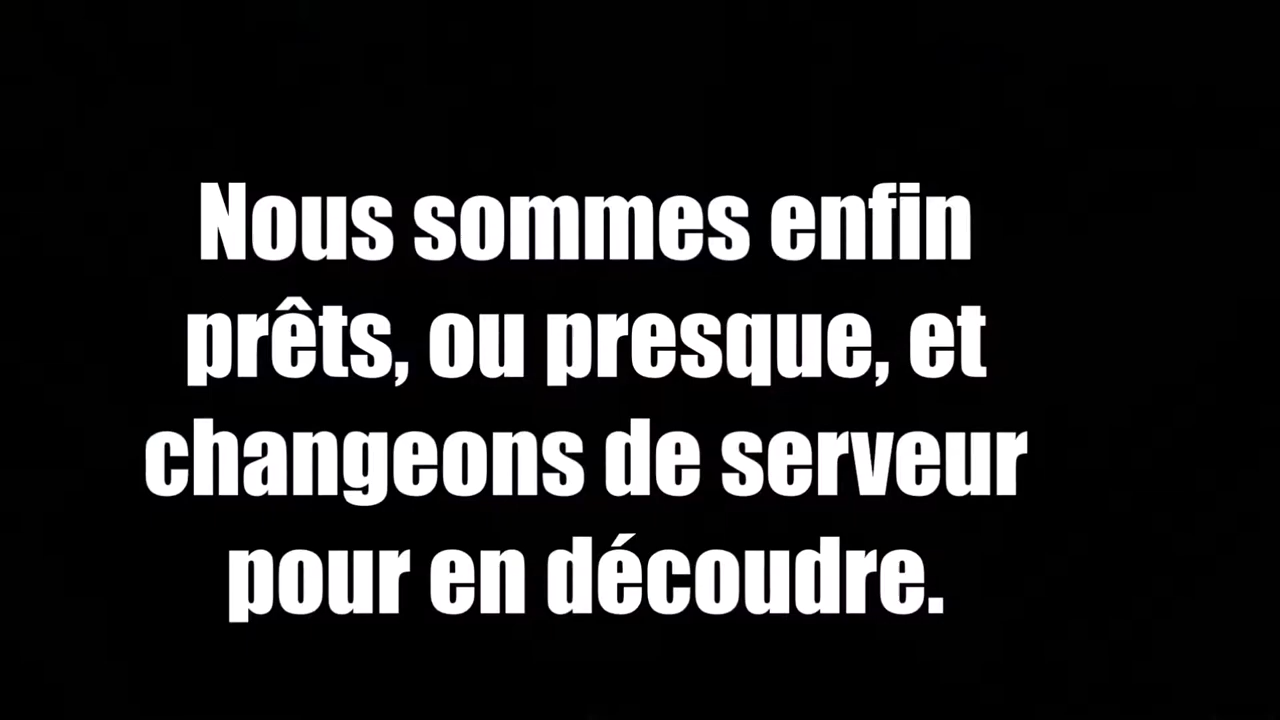 Nous sommes enfin
prêts, ou presque, et
changeons de serveur
pour en découdre.